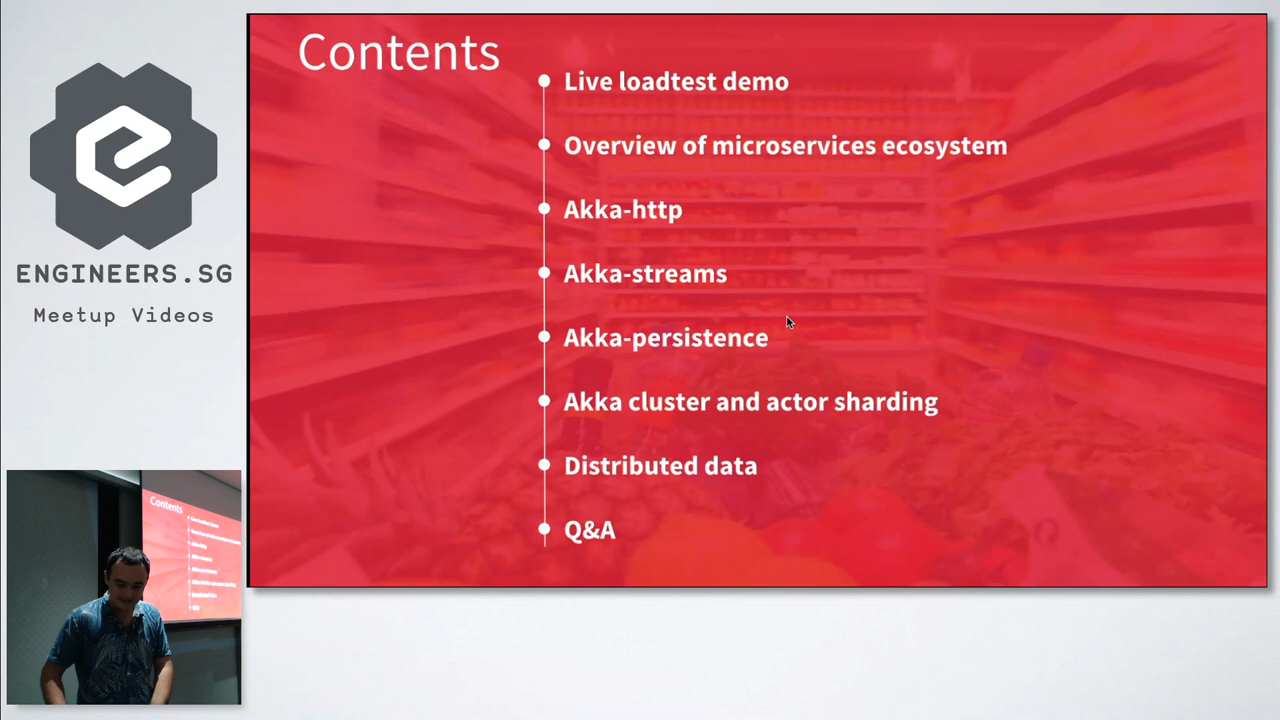 Contents
Live loadtest demo
Overview of microservices ecosystem
Akka-http
Akka-streams
Akka-persistence
Akka cluster and actor sharding
Distributed data
Q&A
ENGINEERS.SG
Meetup Videos
Contents